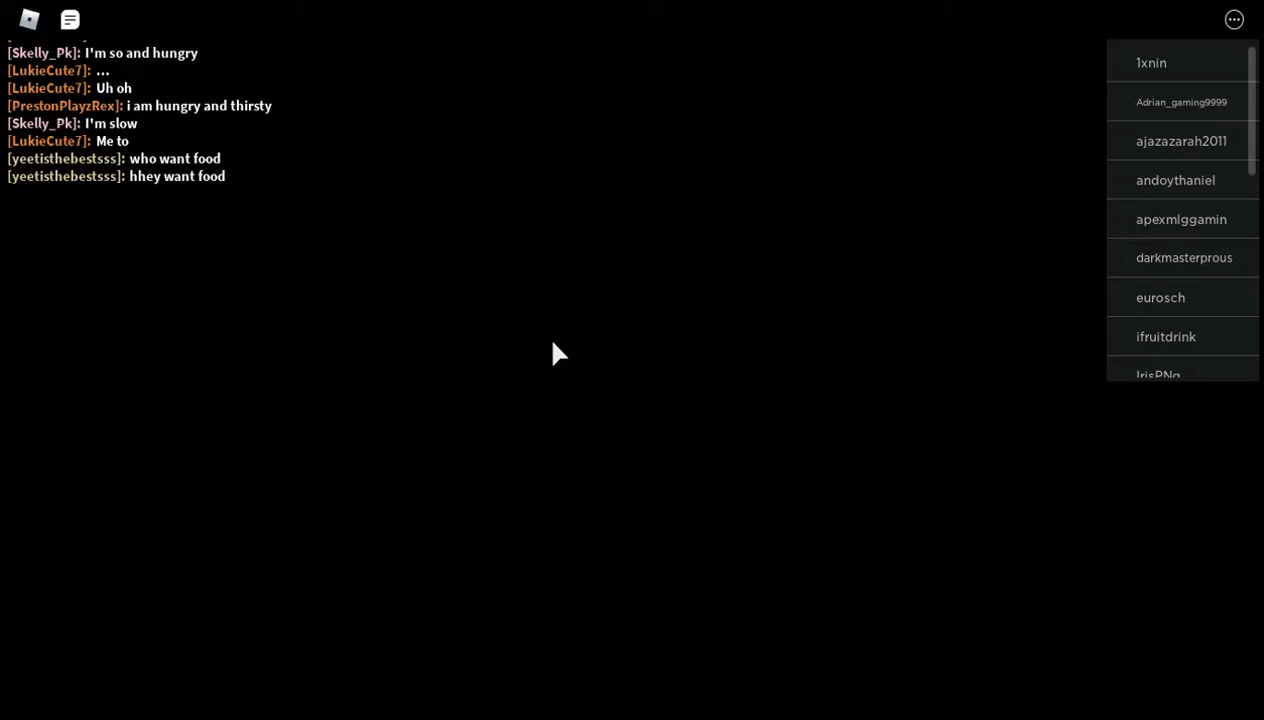 [Skelly_Pk]: I'm so and hungry
[LukieCute7]: ...
[LukieCute7]: Uh oh
[PrestonPlayzRex]: i am hungry and thirsty
[Skelly_Pk]: I'm slow
[LukieCute7]: Me to
[yeetisthebestsss]: who want food
[yeetisthebestsss]: hhey want food
1xnin
Adrian_gaming9999
ajazazarah2011
andoythaniel
apexmlggamin
darkmasterprous
eurosch
ifruitdrink